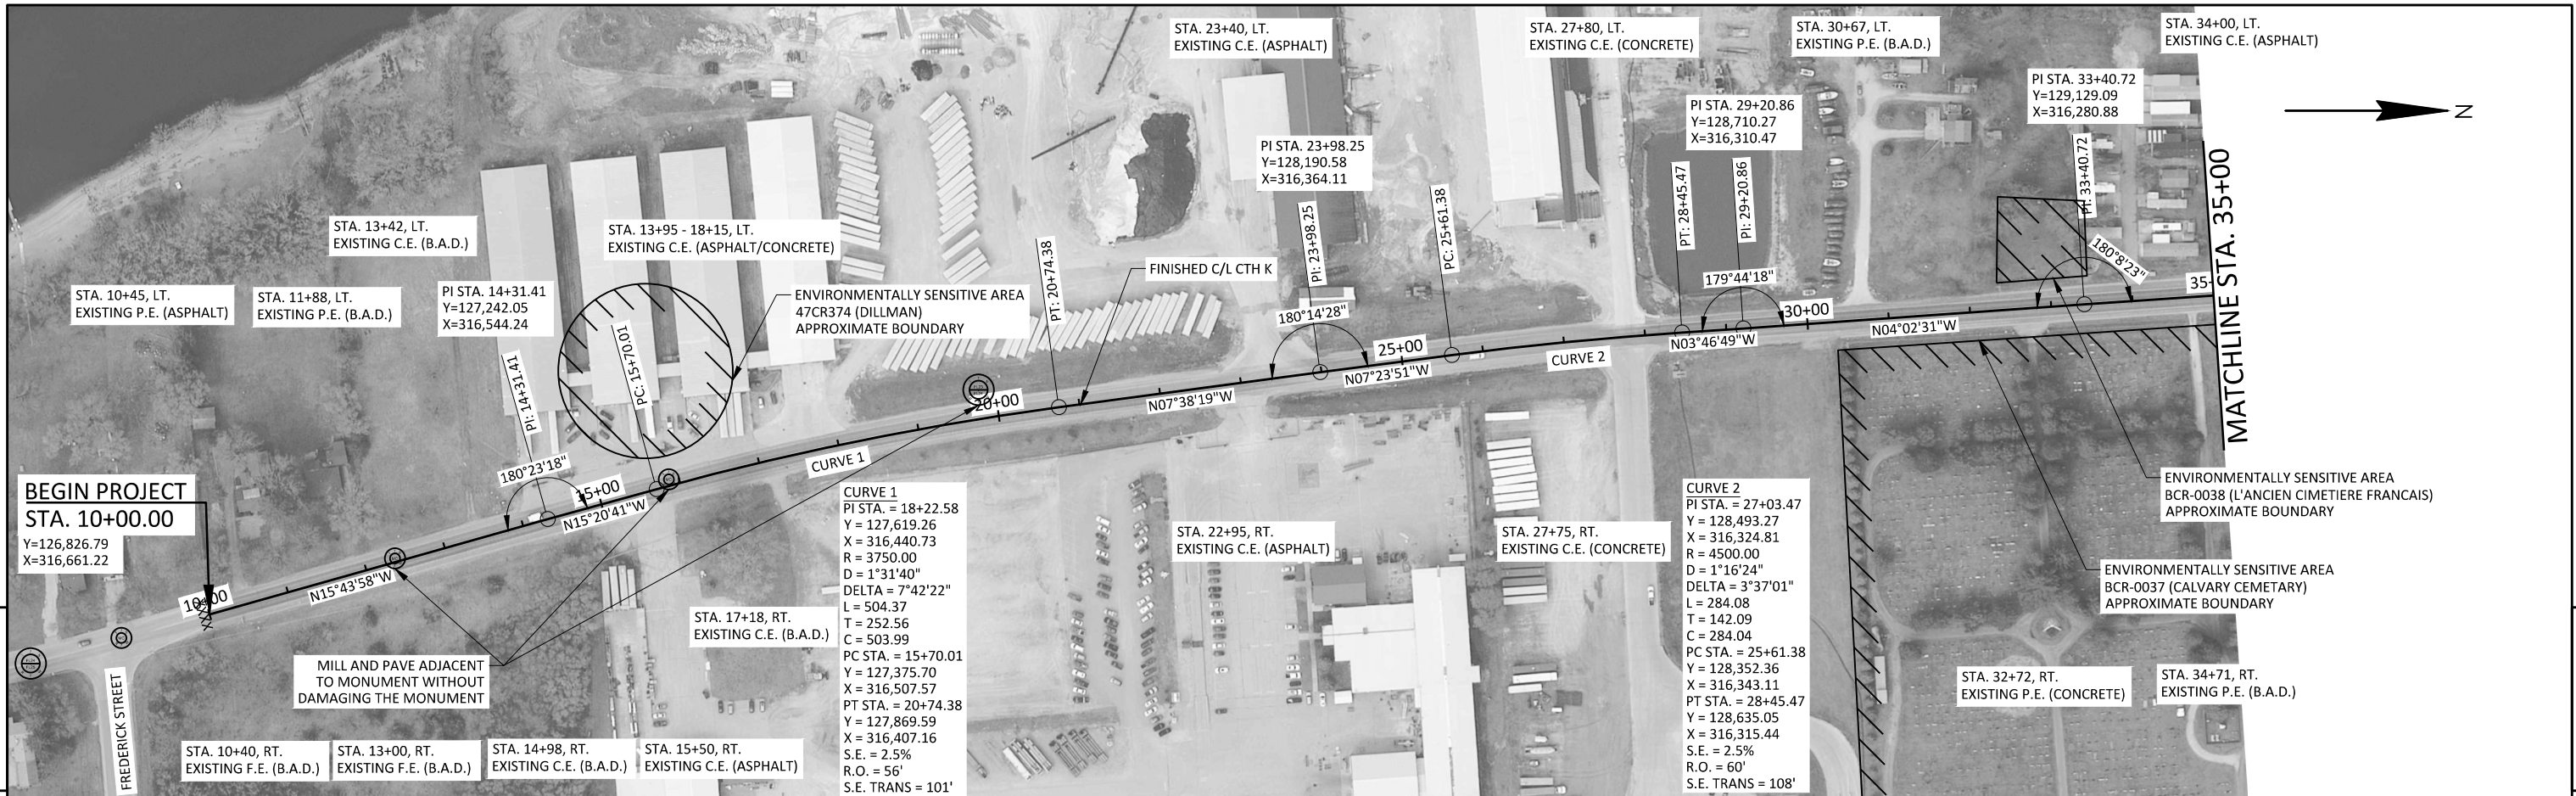 STA. 23+40, LT.
EXISTING C.E. (ASPHALT)
STA. 27+80, LT.
EXISTING C.E. (CONCRETE)
STA. 30+67, LT.
EXISTING P.E. (B.A.D.)
STA. 34+00, LT.
EXISTING C.E. (ASPHALT)
PI STA. 33+40.72
Y=129,129.09
X=316,280.88
PI STA. 29+20.86
Y=128,710.27
X=316,310.47
N
PI STA. 23+98.25
Y=128,190.58
X=316,364.11
STA. 13+42, LT.
EXISTING C.E. (B.A.D.)
STA. 13+95 - 18+15, LT.
EXISTING C.E. (ASPHALT/CONCRETE)
STA. 10+45, LT.
EXISTING P.E. (ASPHALT)
STA. 11+88, LT.
EXISTING P.E. (B.A.D.)
PI STA. 14+31.41
Y=127,242.05
X=316,544.24
ENVIRONMENTALLY SENSITIVE AREA
47CR374 (DILLMAN)
APPROXIMATE BOUNDARY
FINISHED C/L CTH K
PI: 14+31.41
PC: 15+70.01
PT: 20+74.38
PI: 23+98.25
PC: 25+61.38
PT: 28+45.47
PI: 29+20.86
PI: 33+40.72
180°23'18"
180°14'28"
179°44'18"
180°8'23"
10+00
15+00
20+00
25+00
30+00
35+
N15°43'58"W
N15°20'41"W
CURVE 1
N07°38'19"W
N07°23'51"W
CURVE 2
N03°46'49"W
N04°02'31"W
MATCHLINE STA. 35+00
BEGIN PROJECT
STA. 10+00.00
Y=126,826.79
X=316,661.22
FREDERICK STREET
MILL AND PAVE ADJACENT
TO MONUMENT WITHOUT
DAMAGING THE MONUMENT
CURVE 1
PI STA. = 18+22.58
Y = 127,619.26
X = 316,440.73
R = 3750.00
D = 1°31'40"
DELTA = 7°42'22"
L = 504.37
T = 252.56
C = 503.99
PC STA. = 15+70.01
Y = 127,375.70
X = 316,507.57
PT STA. = 20+74.38
Y = 127,869.59
X = 316,407.16
S.E. = 2.5%
R.O. = 56'
S.E. TRANS = 101'
CURVE 2
PI STA. = 27+03.47
Y = 128,493.27
X = 316,324.81
R = 4500.00
D = 1°16'24"
DELTA = 3°37'01"
L = 284.08
T = 142.09
C = 284.04
PC STA. = 25+61.38
Y = 128,352.36
X = 316,343.11
PT STA. = 28+45.47
Y = 128,635.05
X = 316,315.44
S.E. = 2.5%
R.O. = 60'
S.E. TRANS = 108'
ENVIRONMENTALLY SENSITIVE AREA
BCR-0038 (L'ANCIEN CIMETIERE FRANCAIS)
APPROXIMATE BOUNDARY
ENVIRONMENTALLY SENSITIVE AREA
BCR-0037 (CALVARY CEMETARY)
APPROXIMATE BOUNDARY
STA. 22+95, RT.
EXISTING C.E. (ASPHALT)
STA. 27+75, RT.
EXISTING C.E. (CONCRETE)
STA. 17+18, RT.
EXISTING C.E. (B.A.D.)
STA. 32+72, RT.
EXISTING P.E. (CONCRETE)
STA. 34+71, RT.
EXISTING P.E. (B.A.D.)
STA. 10+40, RT.
EXISTING F.E. (B.A.D.)
STA. 13+00, RT.
EXISTING F.E. (B.A.D.)
STA. 14+98, RT.
EXISTING C.E. (B.A.D.)
STA. 15+50, RT.
EXISTING C.E. (ASPHALT)